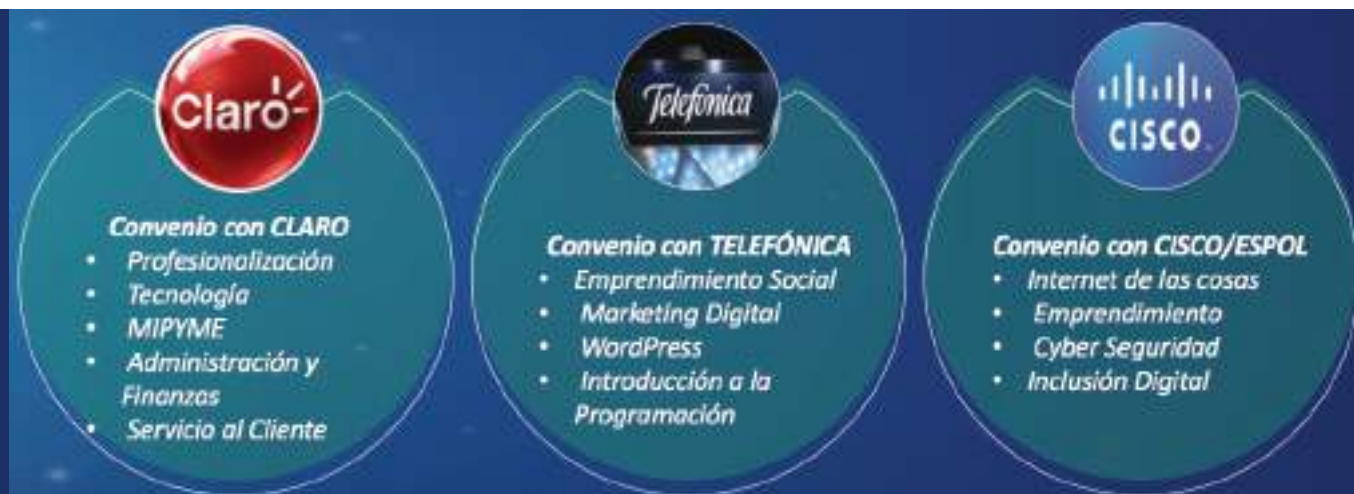 Claro
Convenio con CLARO
• Profesionalización
• Tecnología
• MIPYME
• Administración y
Finanzas
• Servicio al Cliente
Telefónica
Convenio con TELEFÓNICA
• Emprendimiento Social
• Marketing Digital
• WordPress
• Introducción a la
Programación
CISCO
Convenio con CISCO/ESPOL
• Internet de las cosas
• Emprendimiento
• Cyber Seguridad
• Inclusión Digital